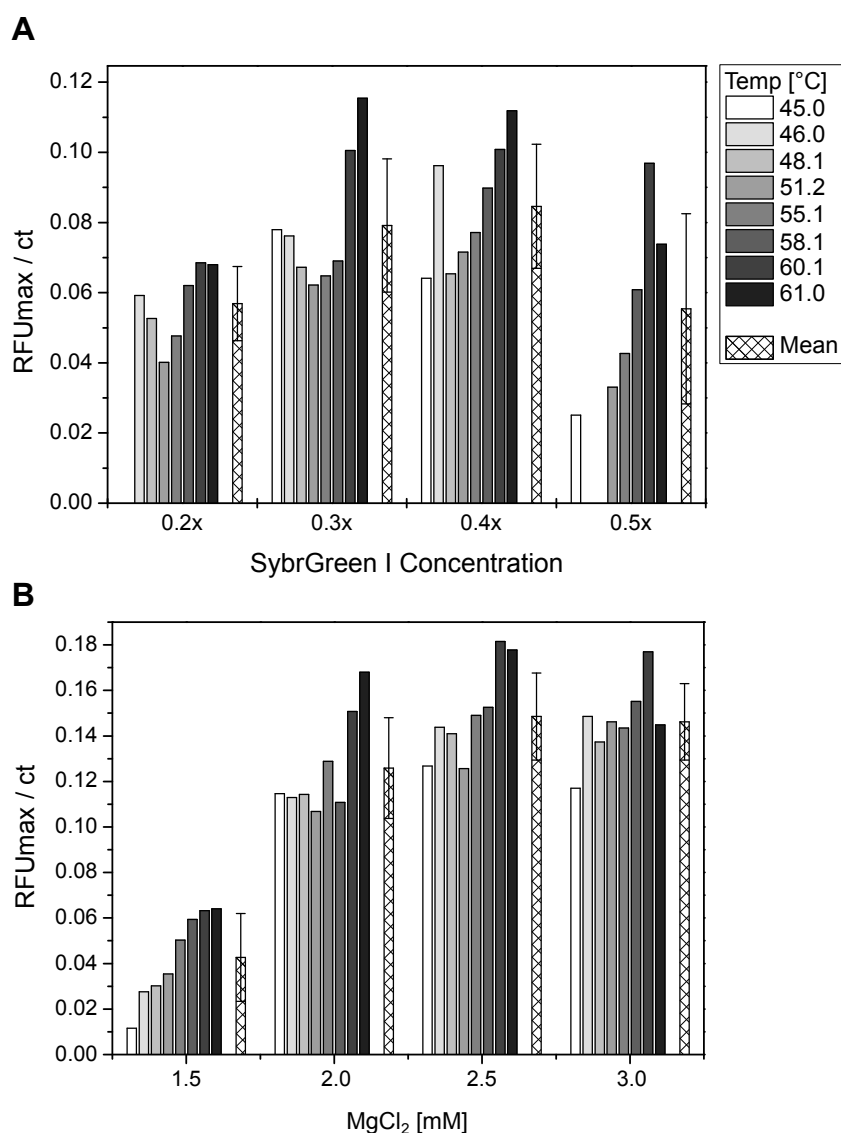 A
0.12
0.10
0.08
0.06
0.04
0.02
0.00
RFUmax / ct
0.2x 0.3x 0.4x 0.5x
SybrGreen I Concentration
Temp [°C]
45.0
46.0
48.1
51.2
55.1
58.1
60.1
61.0
Mean
B
0.18
0.16
0.14
0.12
0.10
0.08
0.06
0.04
0.02
0.00
RFUmax / ct
1.5 2.0 2.5 3.0
MgCl₂ [mM]